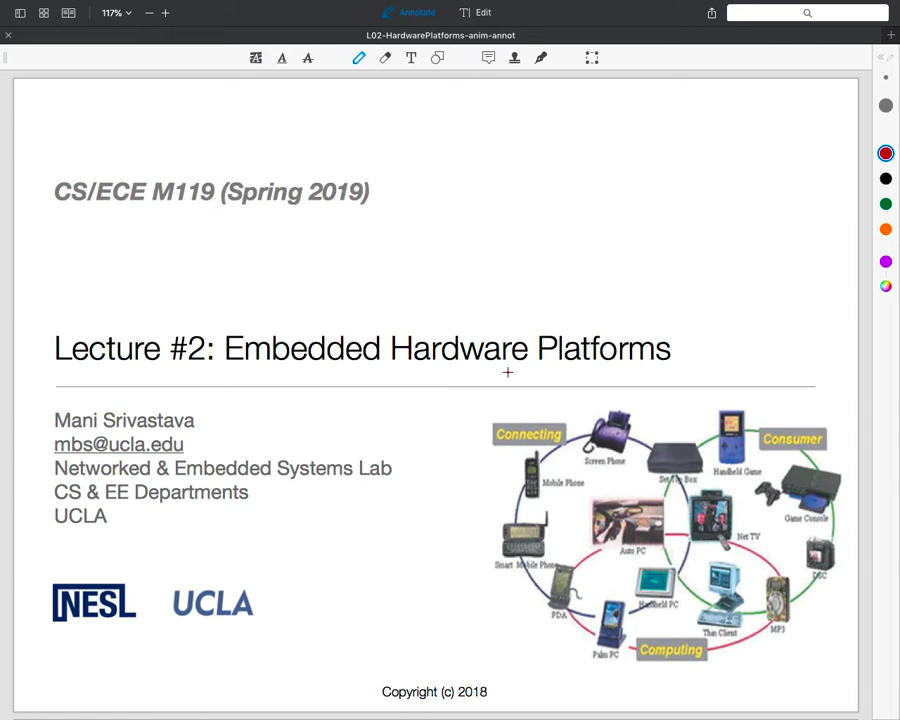 117%
Annotate
Edit
L02-HardwarePlatforms-anim-annot
CS/ECE M119 (Spring 2019)
Lecture #2: Embedded Hardware Platforms
Mani Srivastava
mbs@ucla.edu
Networked & Embedded Systems Lab
CS & EE Departments
UCLA
NESL UCLA
Connecting
Consumer
Screen Phone
Set Top Box
Handheld Game
Mobile Phone
Game Console
Auto PC
Net TV
Smart Mobile Phone
DSC
PDA
Handheld PC
Thin Client
MP3
Palm PC
Computing
Copyright (c) 2018